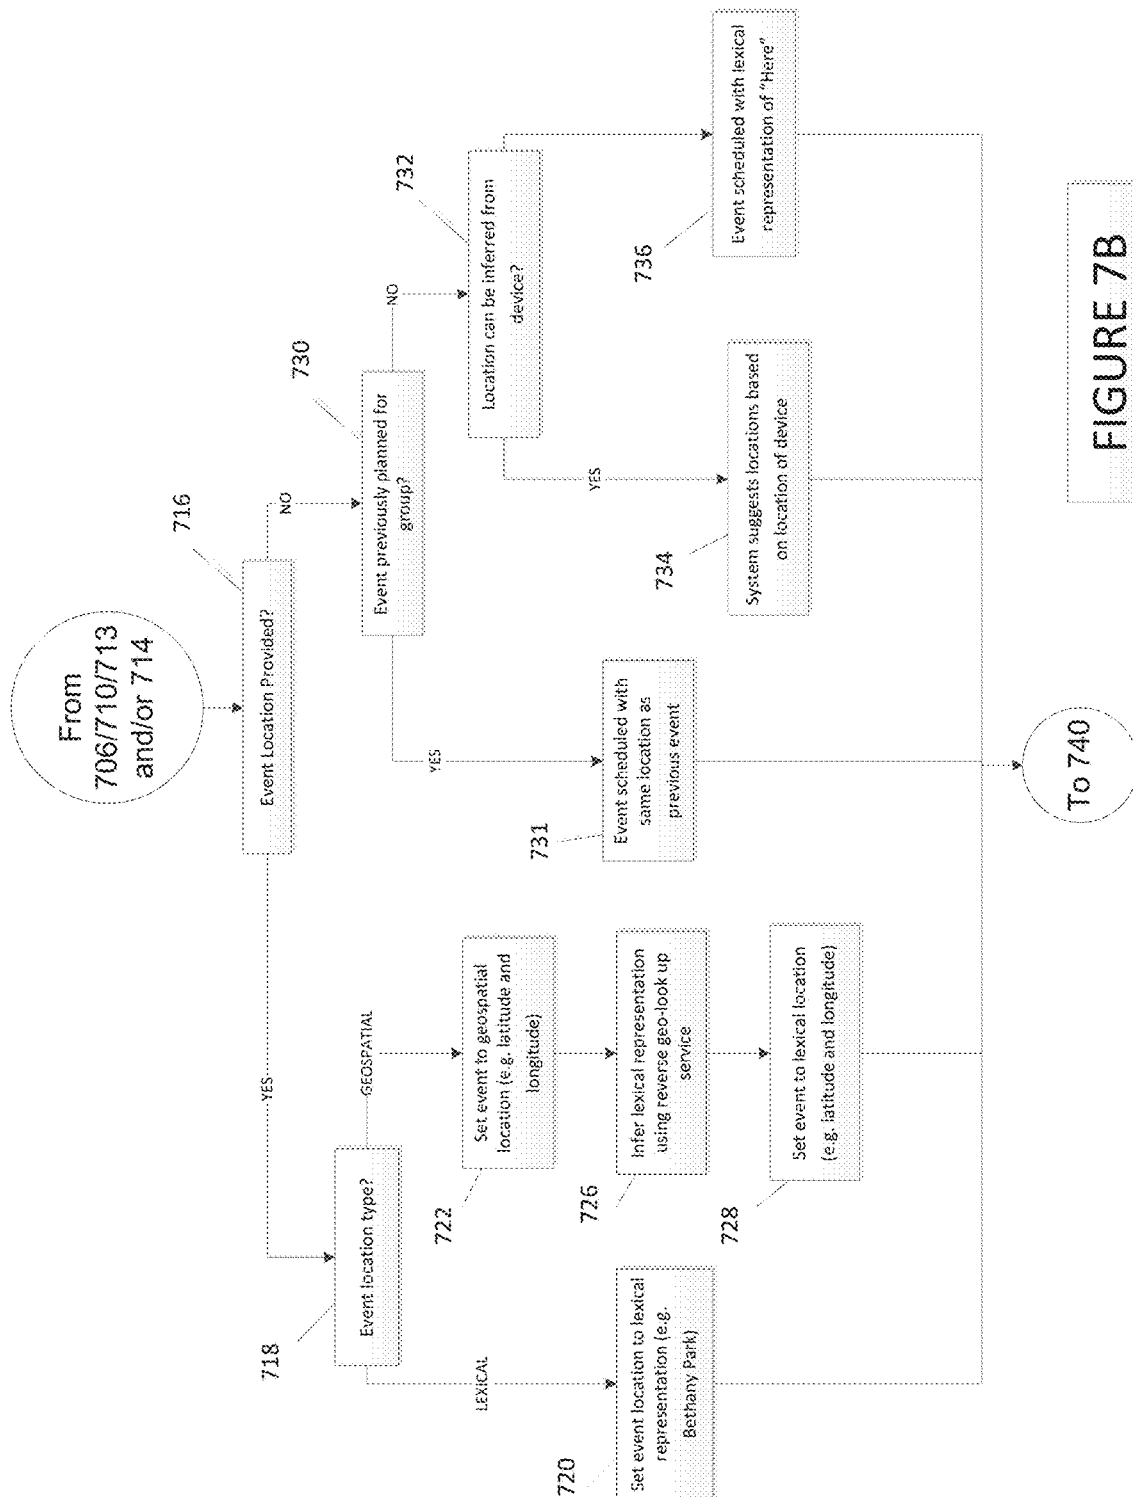 From
706/710/713
and/or 714
716
Event Location Provided?
YES
NO
718
Event location type?
LEXICAL
GEOSPATIAL
730
Event previously planned for
group?
YES
NO
732
Location can be inferred from
device?
YES
722
Set event to geospatial
location (e.g. latitude and
longitude)
720
Set event location to lexical
representation (e.g.
Bethany Park)
726
Infer lexical representation
using reverse geo-look up
service
728
Set event to lexical location
(e.g. latitude and longitude)
731
Event scheduled with
same location as
previous event
734
System suggests locations based
on location of device
736
Event scheduled with lexical
representation of "Here"
To 740
FIGURE 7B